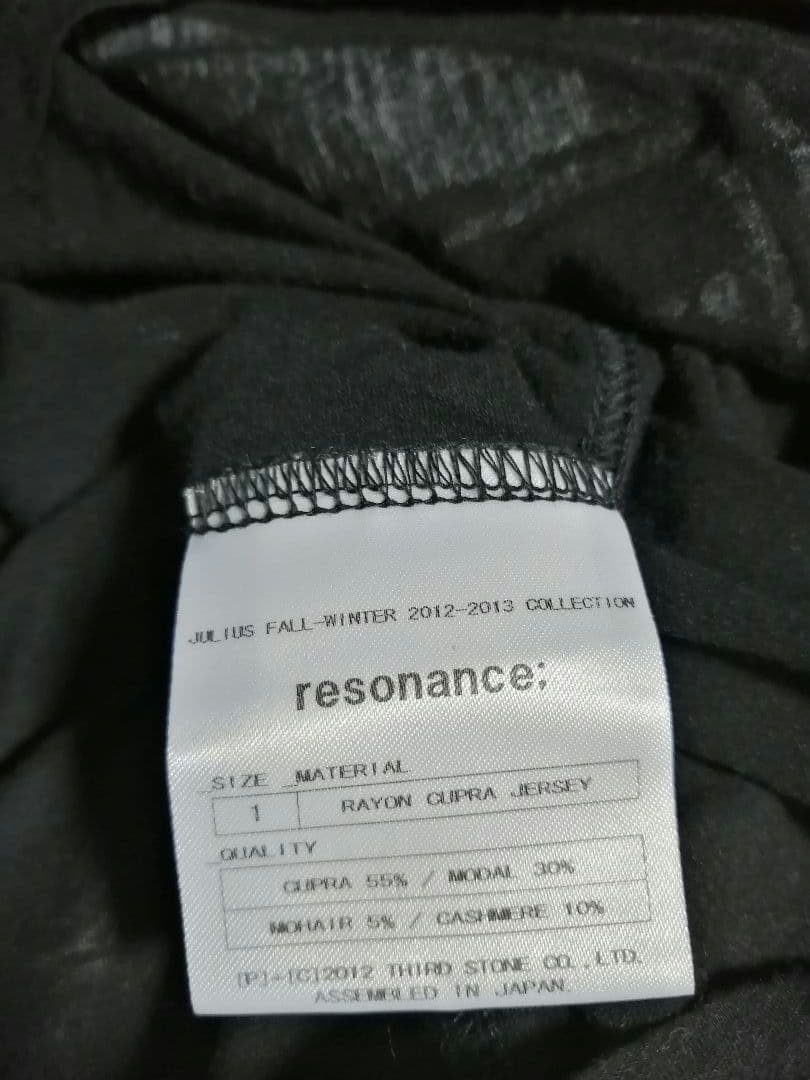 JULIUS FALL-WINTER 2012-2013 COLLECTION
resonance;
SIZE MATERIAL
1 RAYON CUPRA JERSEY
QUALITY
CUPRA 55% / MODAL 30%
MOHAIR 5% / CASHMERE 10%
[P]+[C]2012 THIRD STONE CO.,LTD.
ASSEMBLED IN JAPAN